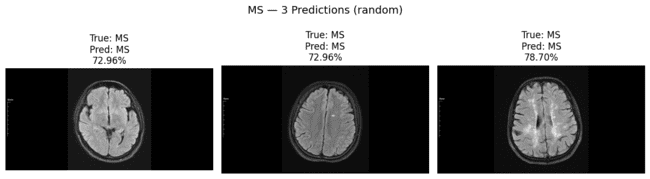 MS — 3 Predictions (random)
True: MS
Pred: MS
72.96%
True: MS
Pred: MS
72.96%
True: MS
Pred: MS
78.70%